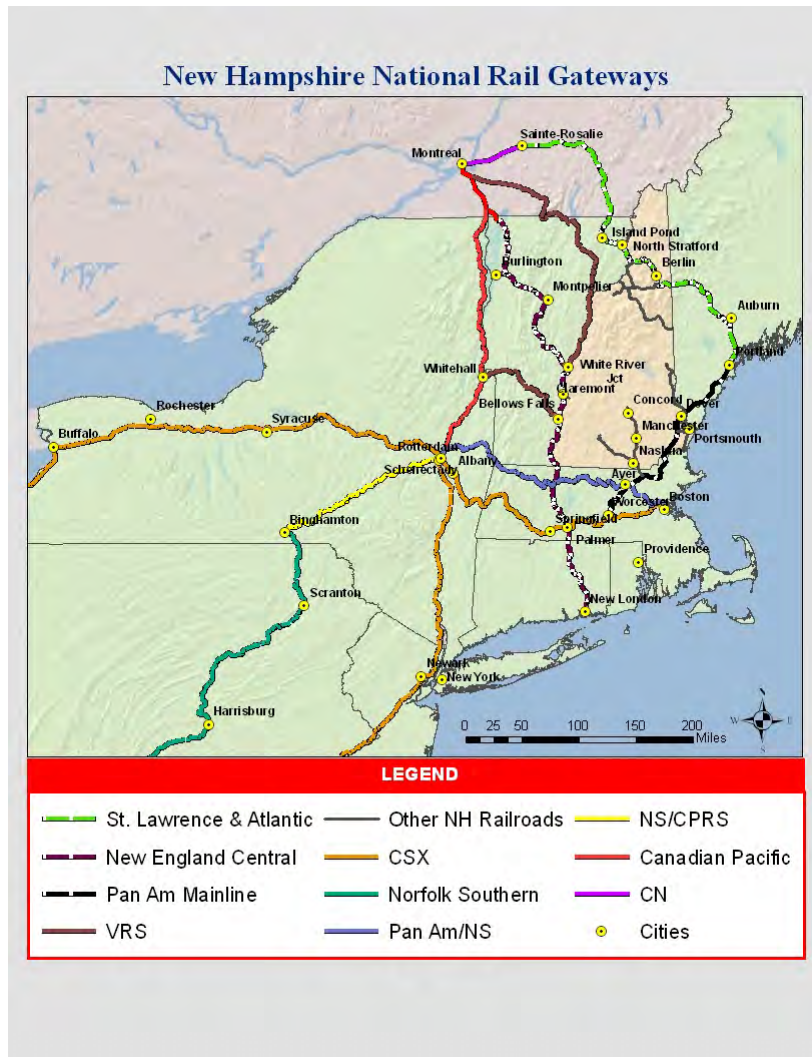 New Hampshire National Rail Gateways
Sainte-Rosalie
Montreal
Island Pond
North Stratford
Berlin
Burlington
Montpelier
Auburn
Portland
White River
Jct
Whitehall
Claremont
Bellows Falls
Concord
Dover
Manchester
Portsmouth
Nashua
Rochester
Syracuse
Buffalo
Rotterdam
Albany
Schenectady
Ayer
Worcester
Boston
Binghamton
Springfield
Palmer
Providence
Scranton
New London
Newark
New York
Harrisburg
0 25 50 100 150 200
Miles
N
W
E
S
LEGEND
St. Lawrence & Atlantic
Other NH Railroads
NS/CPRS
New England Central
CSX
Canadian Pacific
Pan Am Mainline
Norfolk Southern
CN
VRS
Pan Am/NS
Cities